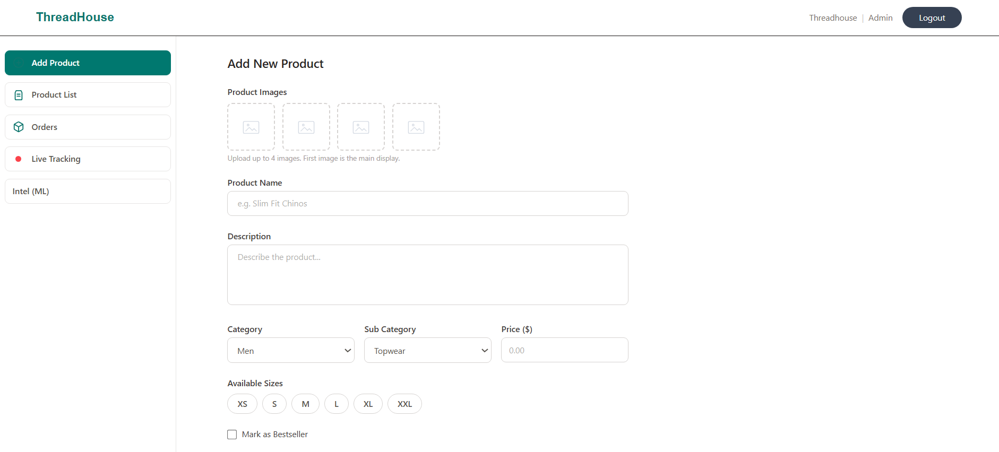 ThreadHouse
Threadhouse | Admin
Logout
Add Product
Product List
Orders
Live Tracking
Intel (ML)
Add New Product
Product Images
Upload up to 4 images. First image is the main display.
Product Name
e.g. Slim Fit Chinos
Description
Describe the product...
Category
Sub Category
Price ($)
Men
Topwear
0.00
Available Sizes
XS S M L XL XXL
Mark as Bestseller